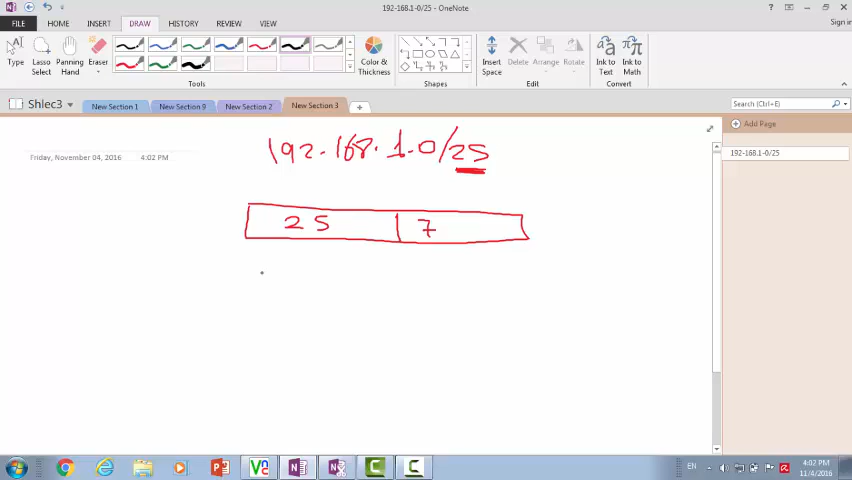 192-168.1-0/25 - OneNote
FILE HOME INSERT DRAW HISTORY REVIEW VIEW Sign in
Type Lasso Select Panning Hand Eraser Color & Thickness Insert Space Delete Arrange Rotate Ink to Text Ink to Math
Tools Shapes Edit Convert
Shlec3 New Section 1 New Section 9 New Section 2 New Section 3 Search (Ctrl+E)
Add Page
192-168.1-0/25
Friday, November 04, 2016 4:02 PM
192.168.1.0/25
25 7
EN 4:02 PM
11/4/2016